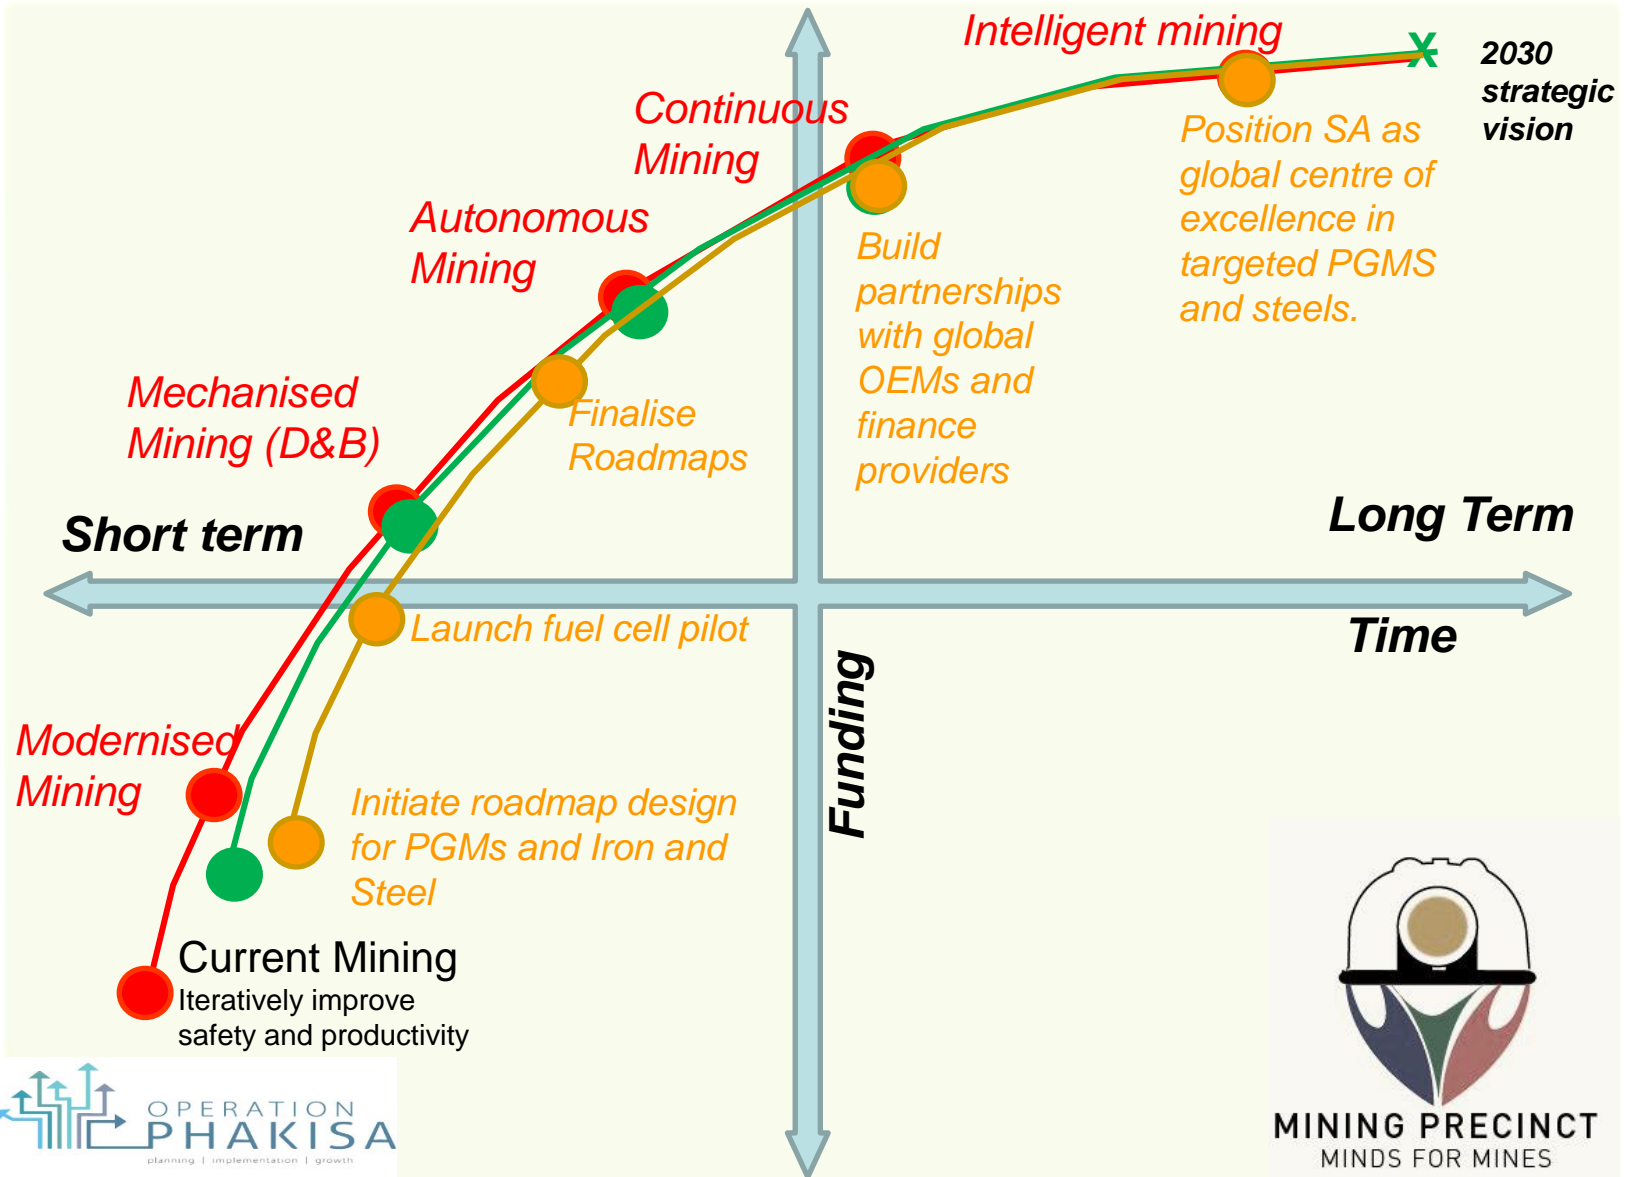 Intelligent mining
X
2030
strategic
vision
Continuous
Mining
Position SA as
global centre of
excellence in
targeted PGMS
and steels.
Autonomous
Mining
Build
partnerships
with global
OEMs and
finance
providers
Mechanised
Mining (D&B)
Finalise
Roadmaps
Short term
Long Term
Launch fuel cell pilot
Time
Funding
Modernised
Mining
Initiate roadmap design
for PGMs and Iron and
Steel
Current Mining
Iteratively improve
safety and productivity
OPERATION
PHAKISA
planning | implementation | growth
MINING PRECINCT
MINDS FOR MINES